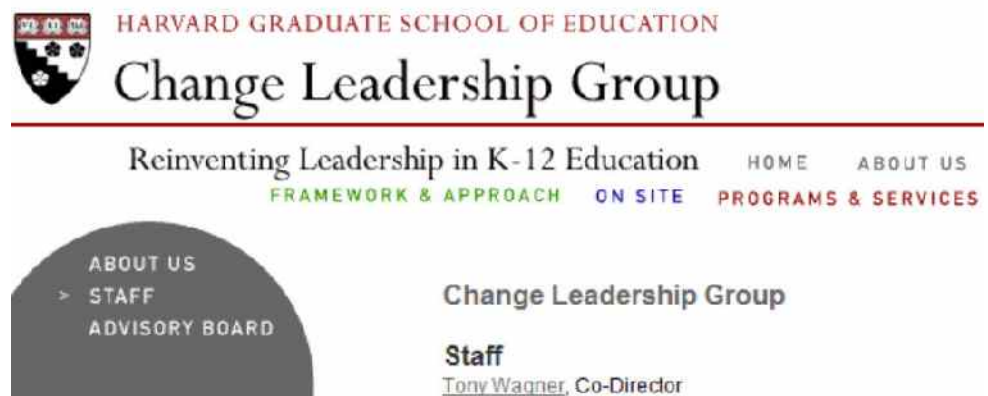 HARVARD GRADUATE SCHOOL OF EDUCATION
Change Leadership Group
Reinventing Leadership in K-12 Education HOME ABOUT US
FRAMEWORK & APPROACH ON SITE PROGRAMS & SERVICES
ABOUT US
> STAFF
ADVISORY BOARD
Change Leadership Group
Staff
Tony Wagner, Co-Director